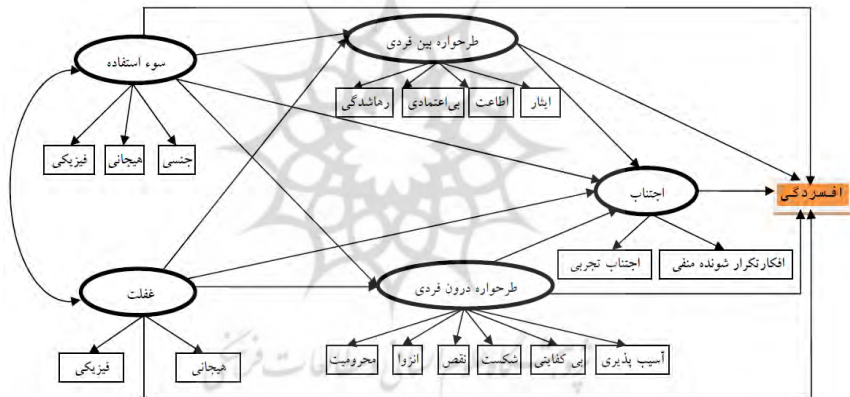 سوء استفاده
طرحواره بین فردی
رهاشدگی
بی‌اعتمادی
اطاعت
ایثار
فیزیکی
هیجانی
جنسی
اجتناب
افسردگی
اجتناب تجربی
افکارتکرار شونده منفی
غفلت
طرحواره درون فردی
فیزیکی
هیجانی
محرومیت
انزوا
نقص
شکست
بی کفایتی
آسیب پذیری